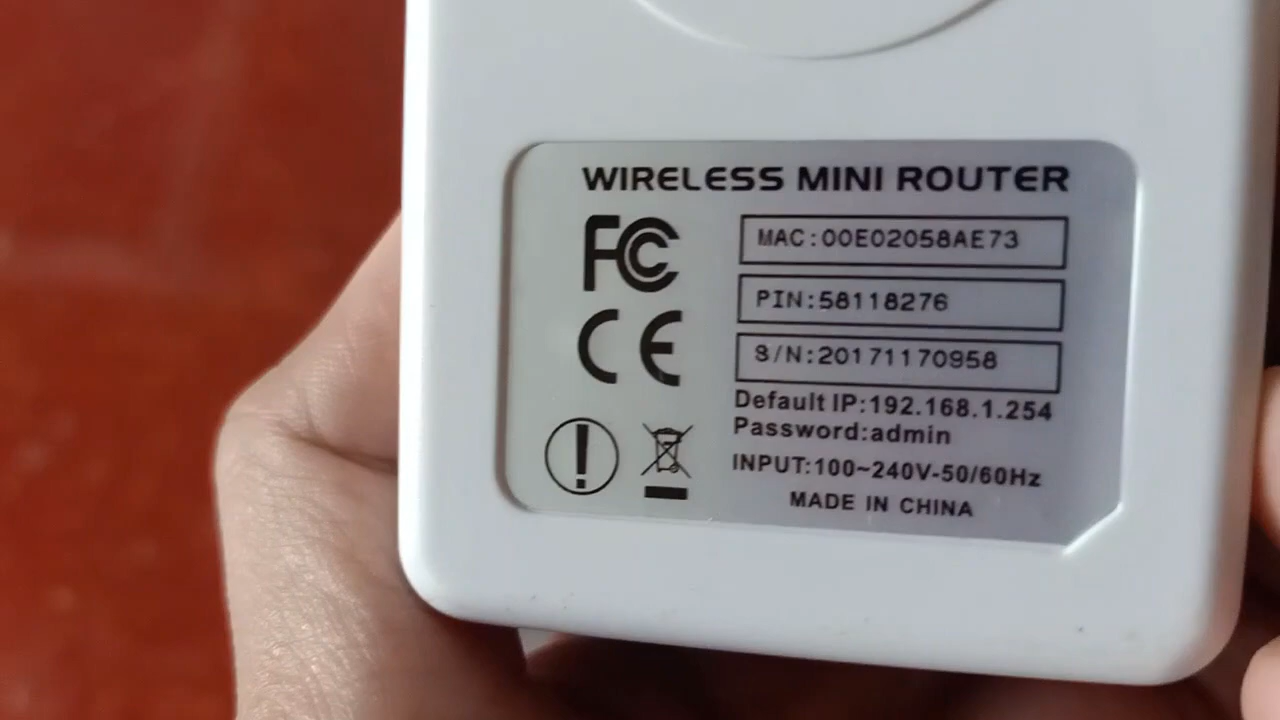 WIRELESS MINI ROUTER
FC
MAC:00E02058AE73
PIN:58118276
CE
S/N:20171170958
Default IP:192.168.1.254
Password:admin
INPUT:100~240V-50/60Hz
MADE IN CHINA